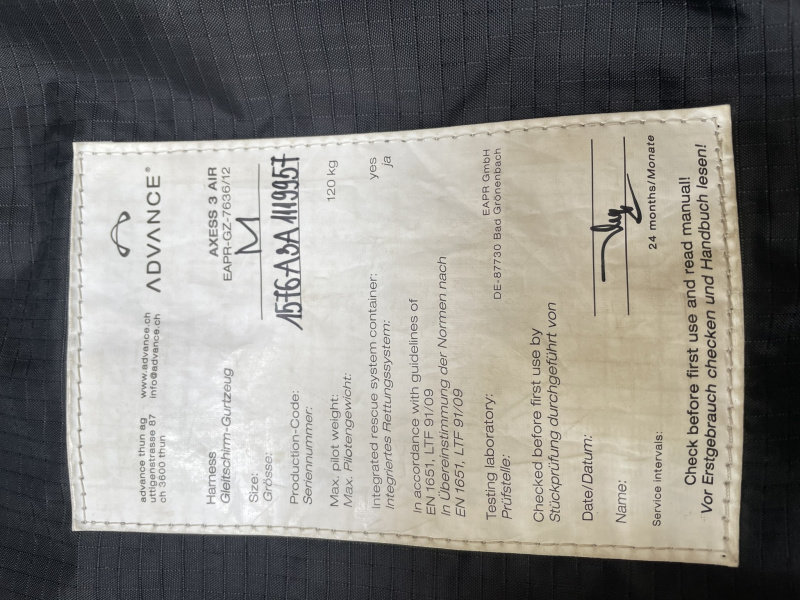 advance thun ag
uttigenstrasse 87 www.advance.ch
ch 3600 thun info@advance.ch
ADVANCE®
Harness AXESS 3 AIR
Gleitschirm-Gurtzeug EAPR-GZ-7636/12
Size: M
Grösse:
Production-Code: 1576A3A1119957
Seriennummer:
Max. pilot weight: 120 kg
Max. Pilotengewicht:
Integrated rescue system container: yes
Integriertes Rettungssystem: ja
In accordance with guidelines of
EN 1651, LTF 91/09
In Übereinstimmung der Normen nach
EN 1651, LTF 91/09
Testing laboratory: EAPR GmbH
Prüfstelle: DE-87730 Bad Grönenbach
Checked before first use by
Stückprüfung durchgeführt von
Date/Datum:
Name:
Service intervals: 24 months/Monate
Check before first use and read manual!
Vor Erstgebrauch checken und Handbuch lesen!